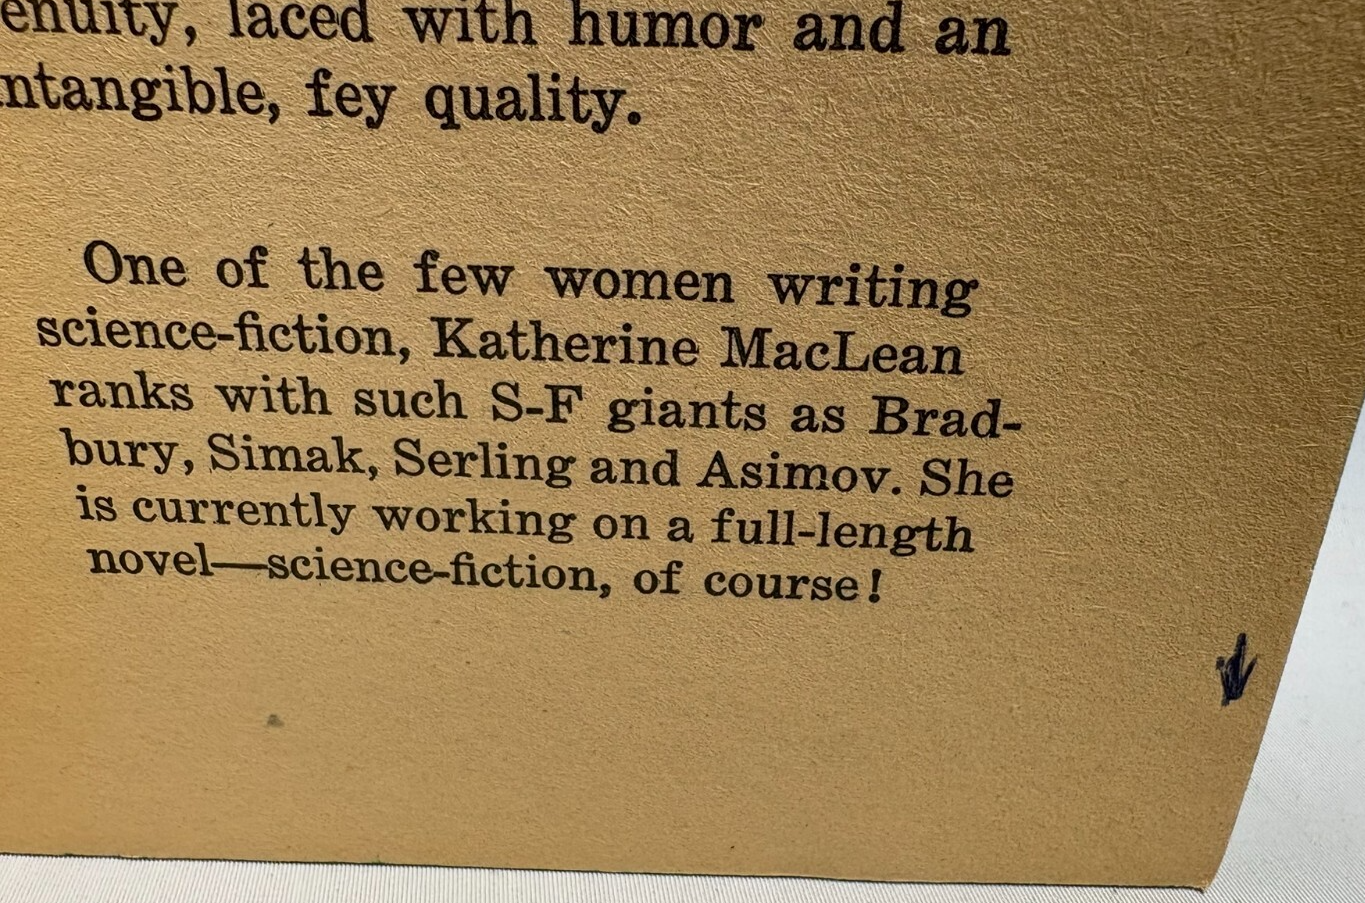 enuity, laced with humor and an
ntangible, fey quality.
One of the few women writing
science-fiction, Katherine MacLean
ranks with such S-F giants as Brad-
bury, Simak, Serling and Asimov. She
is currently working on a full-length
novel—science-fiction, of course!